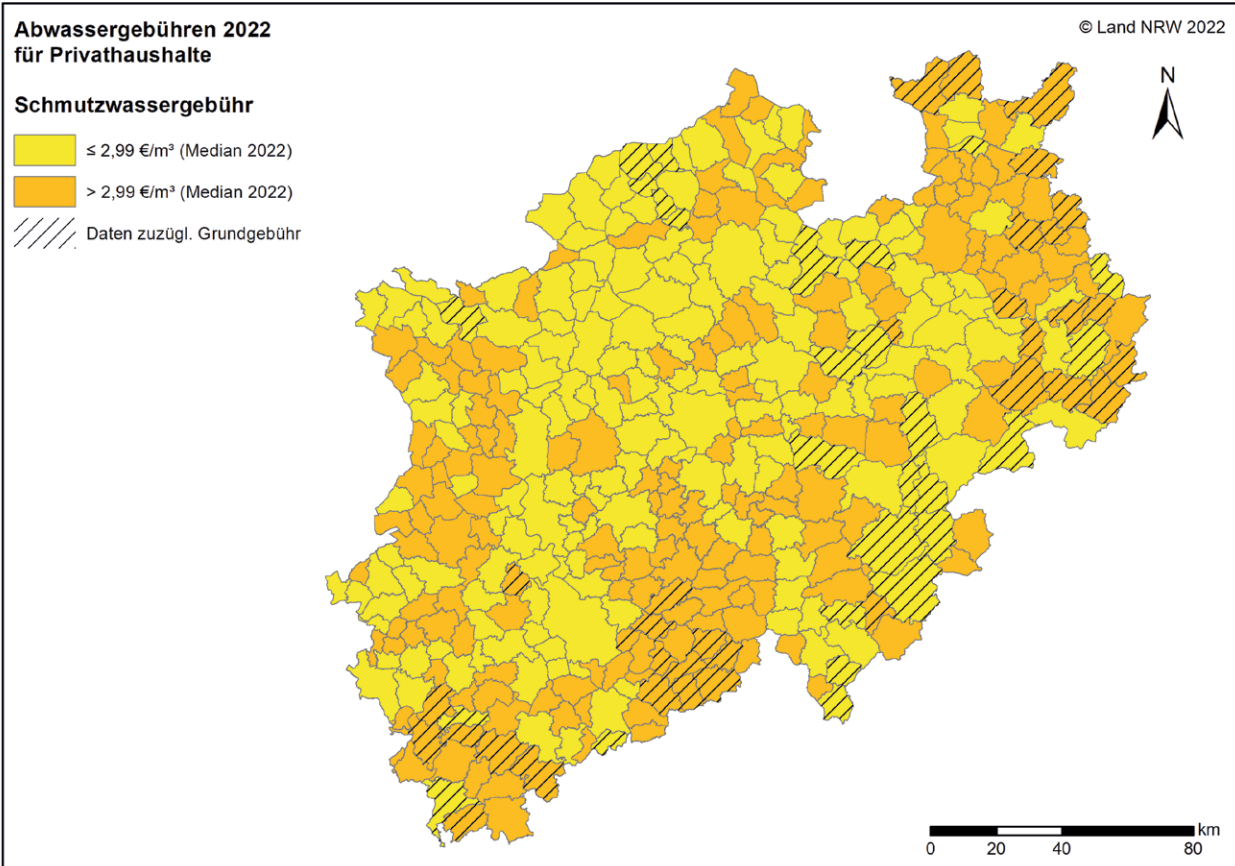 Abwassergebühren 2022
für Privathaushalte
© Land NRW 2022
Schmutzwassergebühr
≤ 2,99 €/m³ (Median 2022)
> 2,99 €/m³ (Median 2022)
Daten zuzügl. Grundgebühr
N
km
0 20 40 80